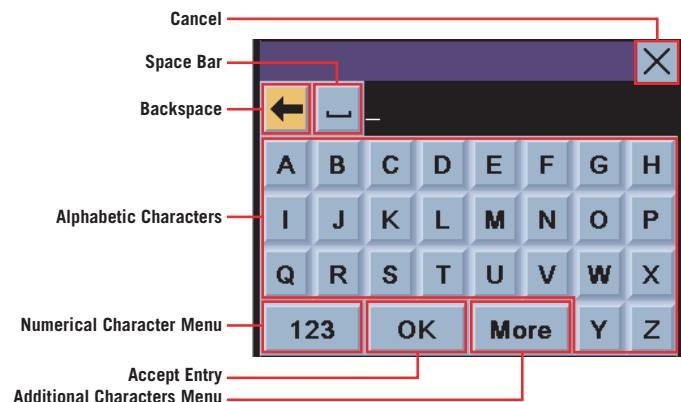 Cancel
Space Bar
Backspace
_
A B C D E F G H
Alphabetic Characters
I J K L M N O P
Q R S T U V W X
Numerical Character Menu
123 OK More Y Z
Accept Entry
Additional Characters Menu